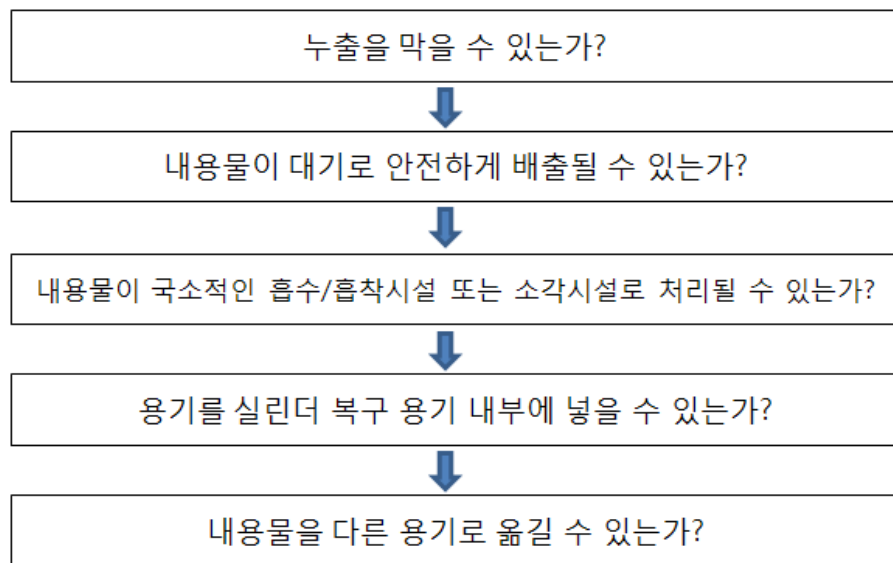 누출을 막을 수 있는가?
내용물이 대기로 안전하게 배출될 수 있는가?
내용물이 국소적인 흡수/흡착시설 또는 소각시설로 처리될 수 있는가?
용기를 실린더 복구 용기 내부에 넣을 수 있는가?
내용물을 다른 용기로 옮길 수 있는가?